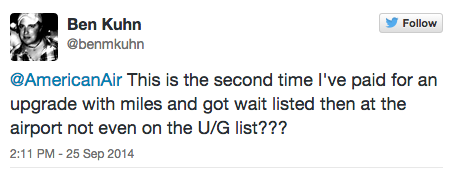 Ben Kuhn
@benmkuhn
Follow
@AmericanAir This is the second time I've paid for an
upgrade with miles and got wait listed then at the
airport not even on the U/G list???
2:11 PM - 25 Sep 2014